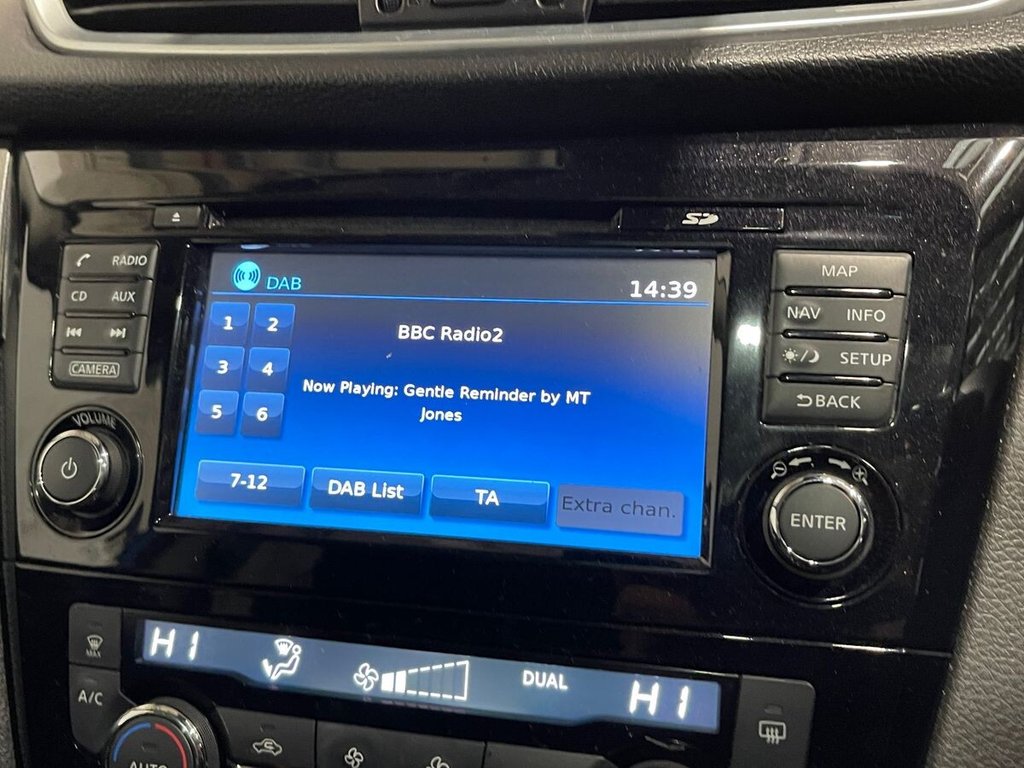 SD
RADIO
CD AUX
CAMERA
VOLUME
DAB
14:39
1 2
3 4
5 6
BBC Radio2
Now Playing: Gentle Reminder by MT
Jones
7-12
DAB List
TA
Extra chan.
MAP
NAV INFO
SETUP
BACK
ENTER
MAX
A/C
HI
DUAL
HI
AUTO